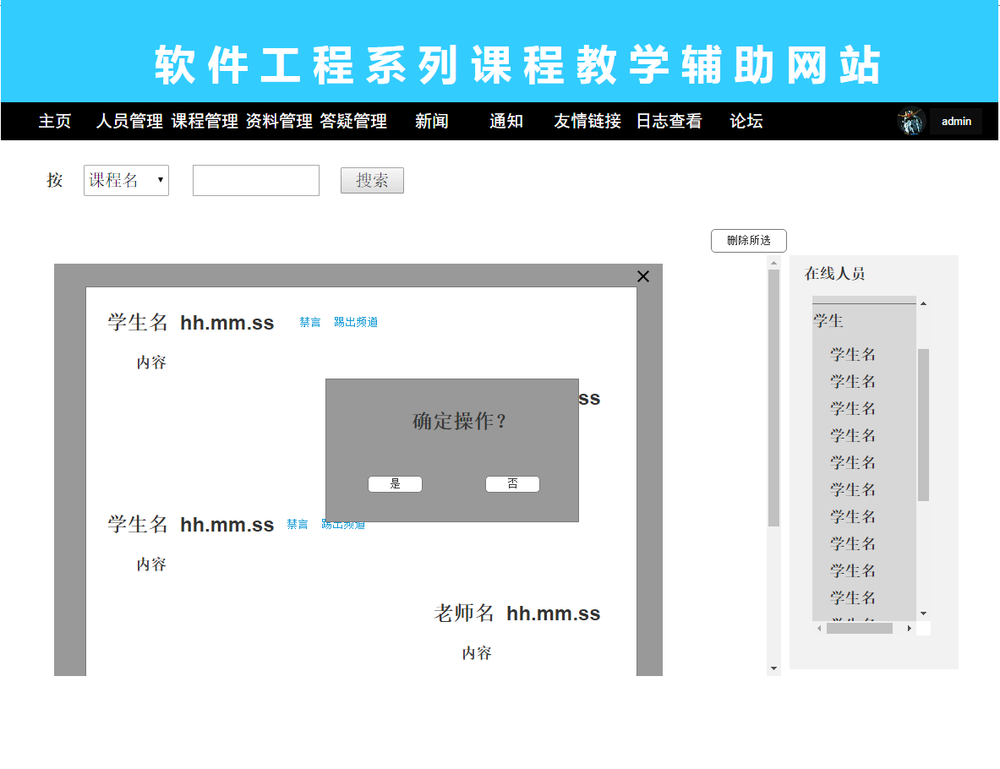 软件工程系列课程教学辅助网站
主页 人员管理 课程管理 资料管理 答疑管理 新闻 通知 友情链接 日志查看 论坛 admin
按 课程名 搜索
删除所选
在线人员
学生
学生名
学生名
学生名
学生名
学生名
学生名
学生名
学生名
学生名
学生名
学生名
学生名 hh.mm.ss 禁言 踢出频道
内容
ss
确定操作?
是 否
学生名 hh.mm.ss 禁言 踢出频道
内容
老师名 hh.mm.ss
内容